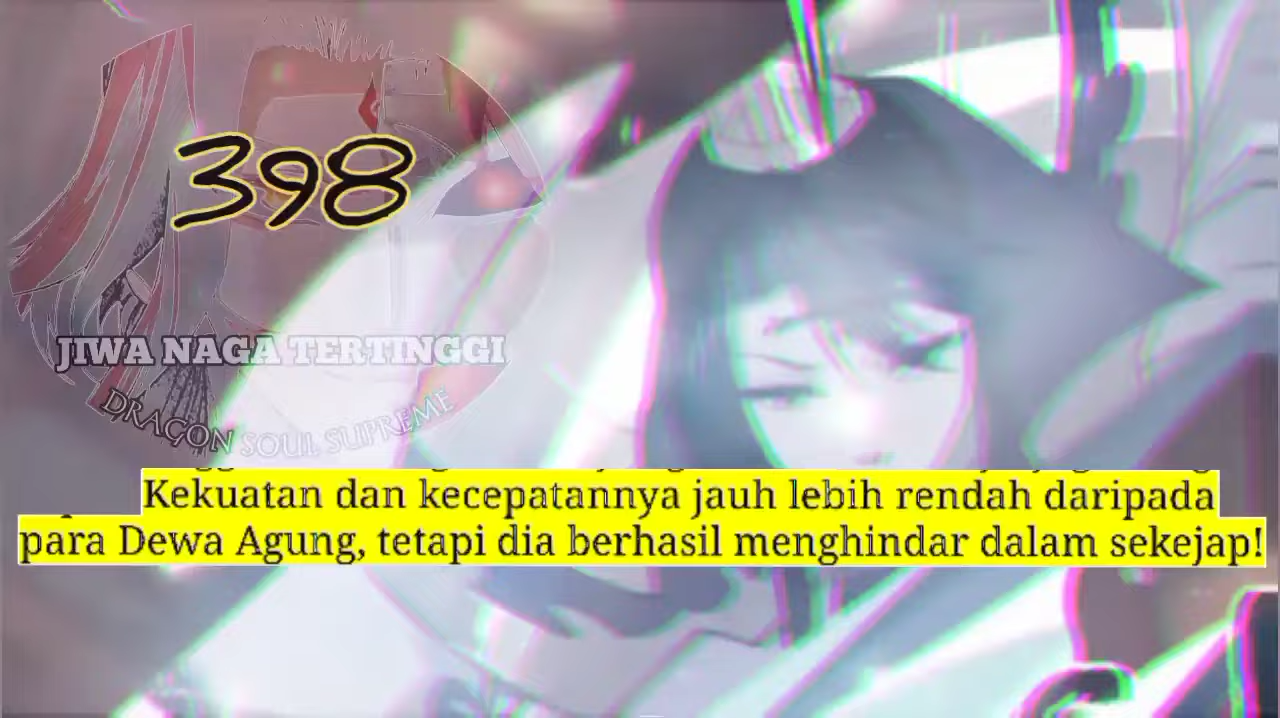 398
JIWA NAGA TERTINGGI
DRAGON SOUL SUPREME
Kekuatan dan kecepatannya jauh lebih rendah daripada
para Dewa Agung, tetapi dia berhasil menghindar dalam sekejap!